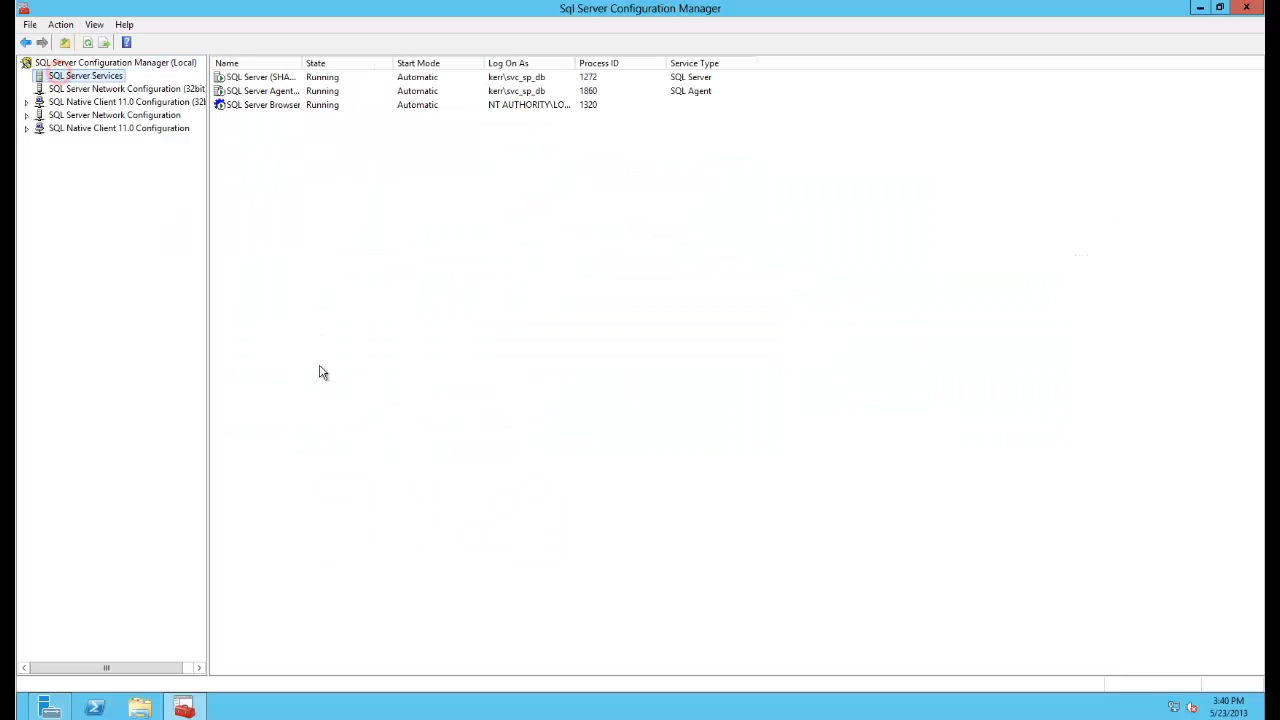 Sql Server Configuration Manager
File Action View Help
SQL Server Configuration Manager (Local)
SQL Server Services
SQL Server Network Configuration (32bit
SQL Native Client 11.0 Configuration (32b
SQL Server Network Configuration
SQL Native Client 11.0 Configuration
Name State Start Mode Log On As Process ID Service Type
SQL Server (SHA... Running Automatic kerr\svc_sp_db 1272 SQL Server
SQL Server Agent... Running Automatic kerr\svc_sp_db 1860 SQL Agent
SQL Server Browser Running Automatic NT AUTHORITY\LO... 1320
3:40 PM
5/23/2013